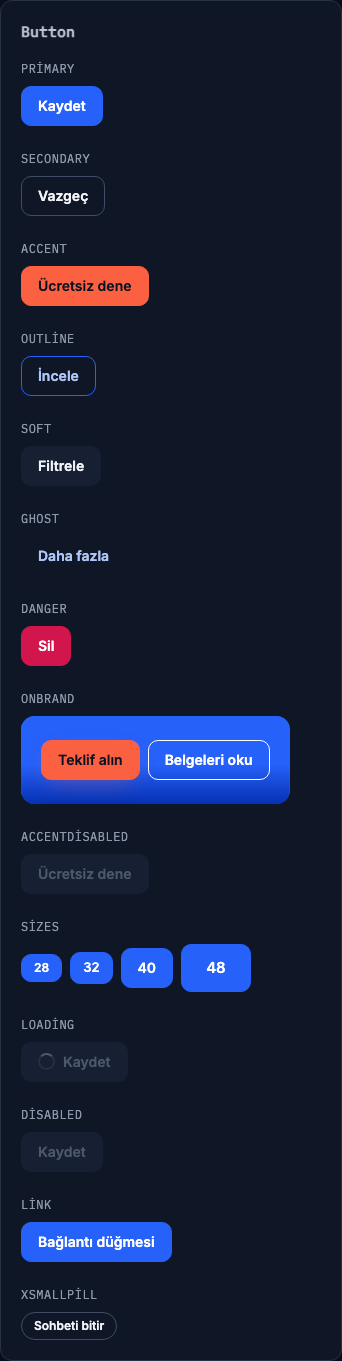 Button
PRİMARY
Kaydet
SECONDARY
Vazgeç
ACCENT
Ücretsiz dene
OUTLİNE
İncele
SOFT
Filtrele
GHOST
Daha fazla
DANGER
Sil
ONBRAND
Teklif alın Belgeleri oku
ACCENTDİSABLED
Ücretsiz dene
SİZES
28 32 40 48
LOADİNG
Kaydet
DİSABLED
Kaydet
LİNK
Bağlantı düğmesi
XSMALLPİLL
Sohbeti bitir